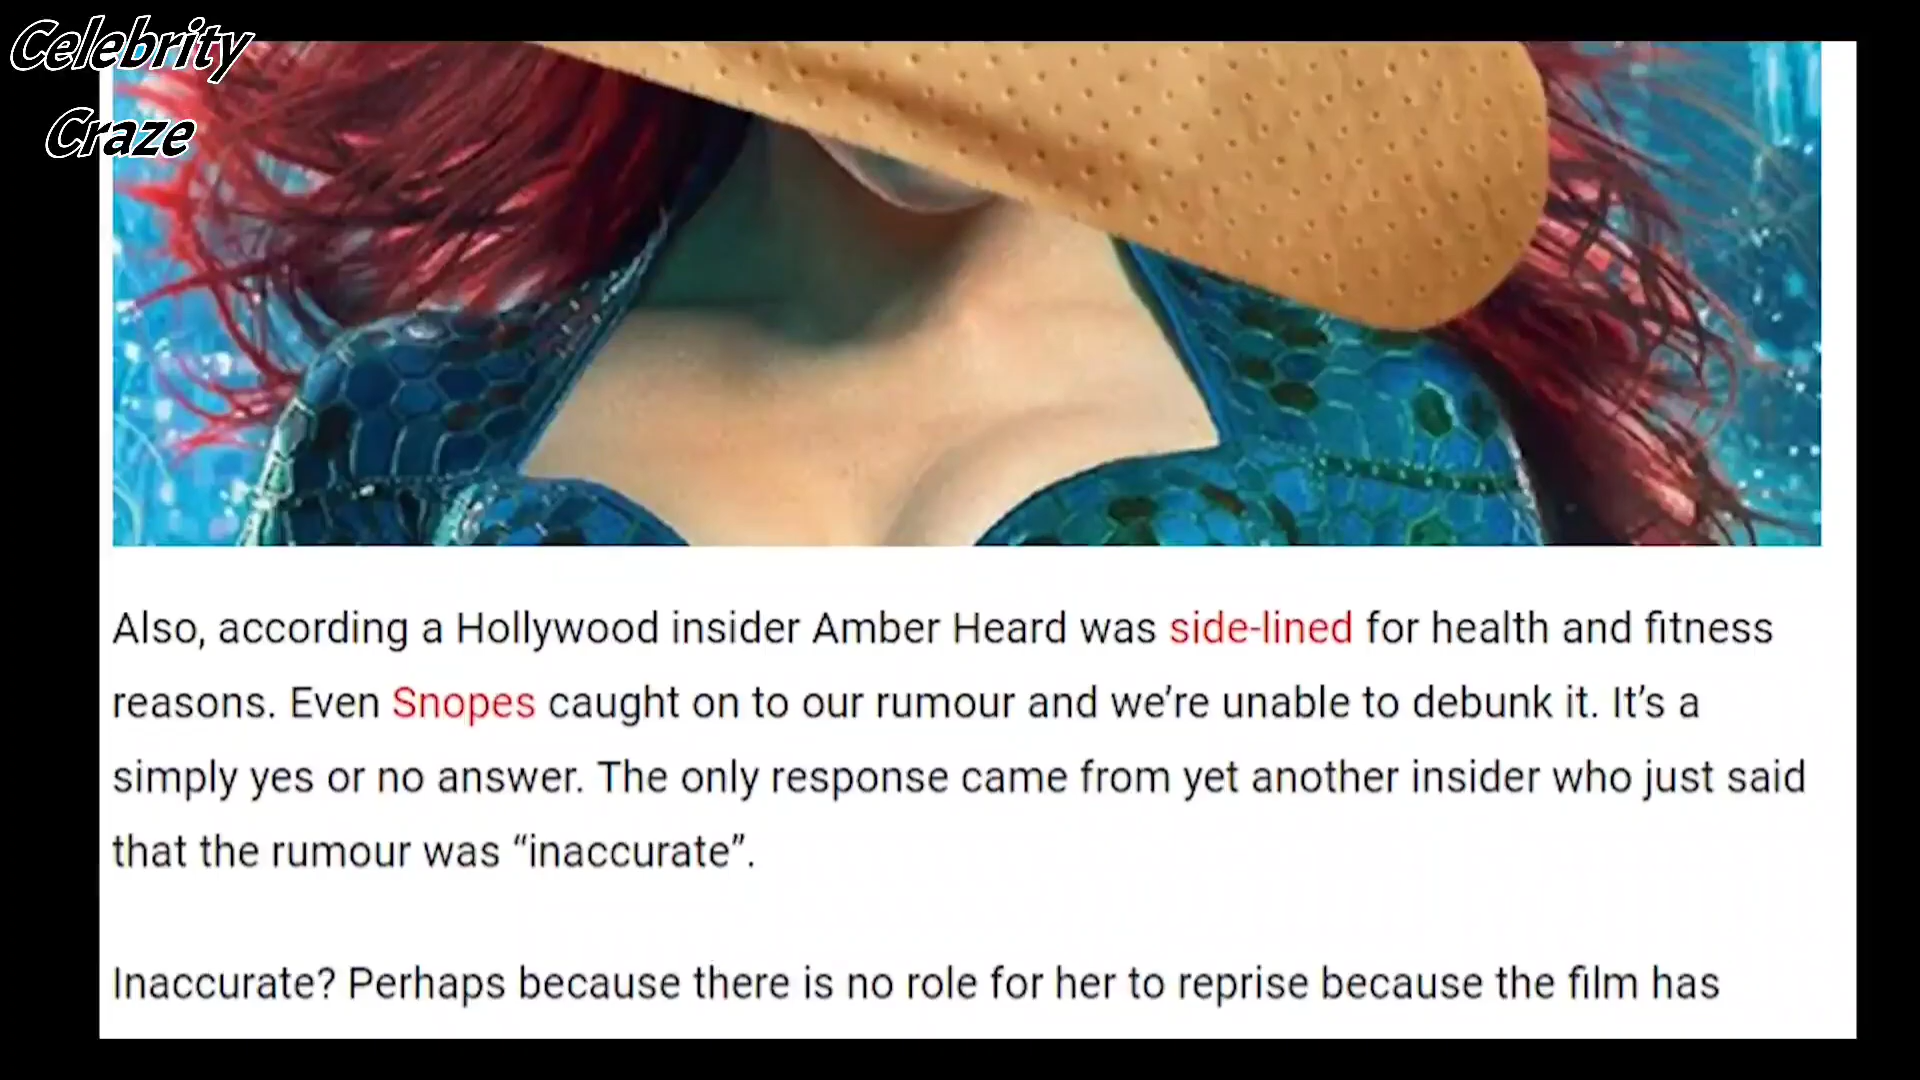 Celebrity
Craze
Also, according a Hollywood insider Amber Heard was side-lined for health and fitness
reasons. Even Snopes caught on to our rumour and we’re unable to debunk it. It’s a
simply yes or no answer. The only response came from yet another insider who just said
that the rumour was “inaccurate”.
Inaccurate? Perhaps because there is no role for her to reprise because the film has